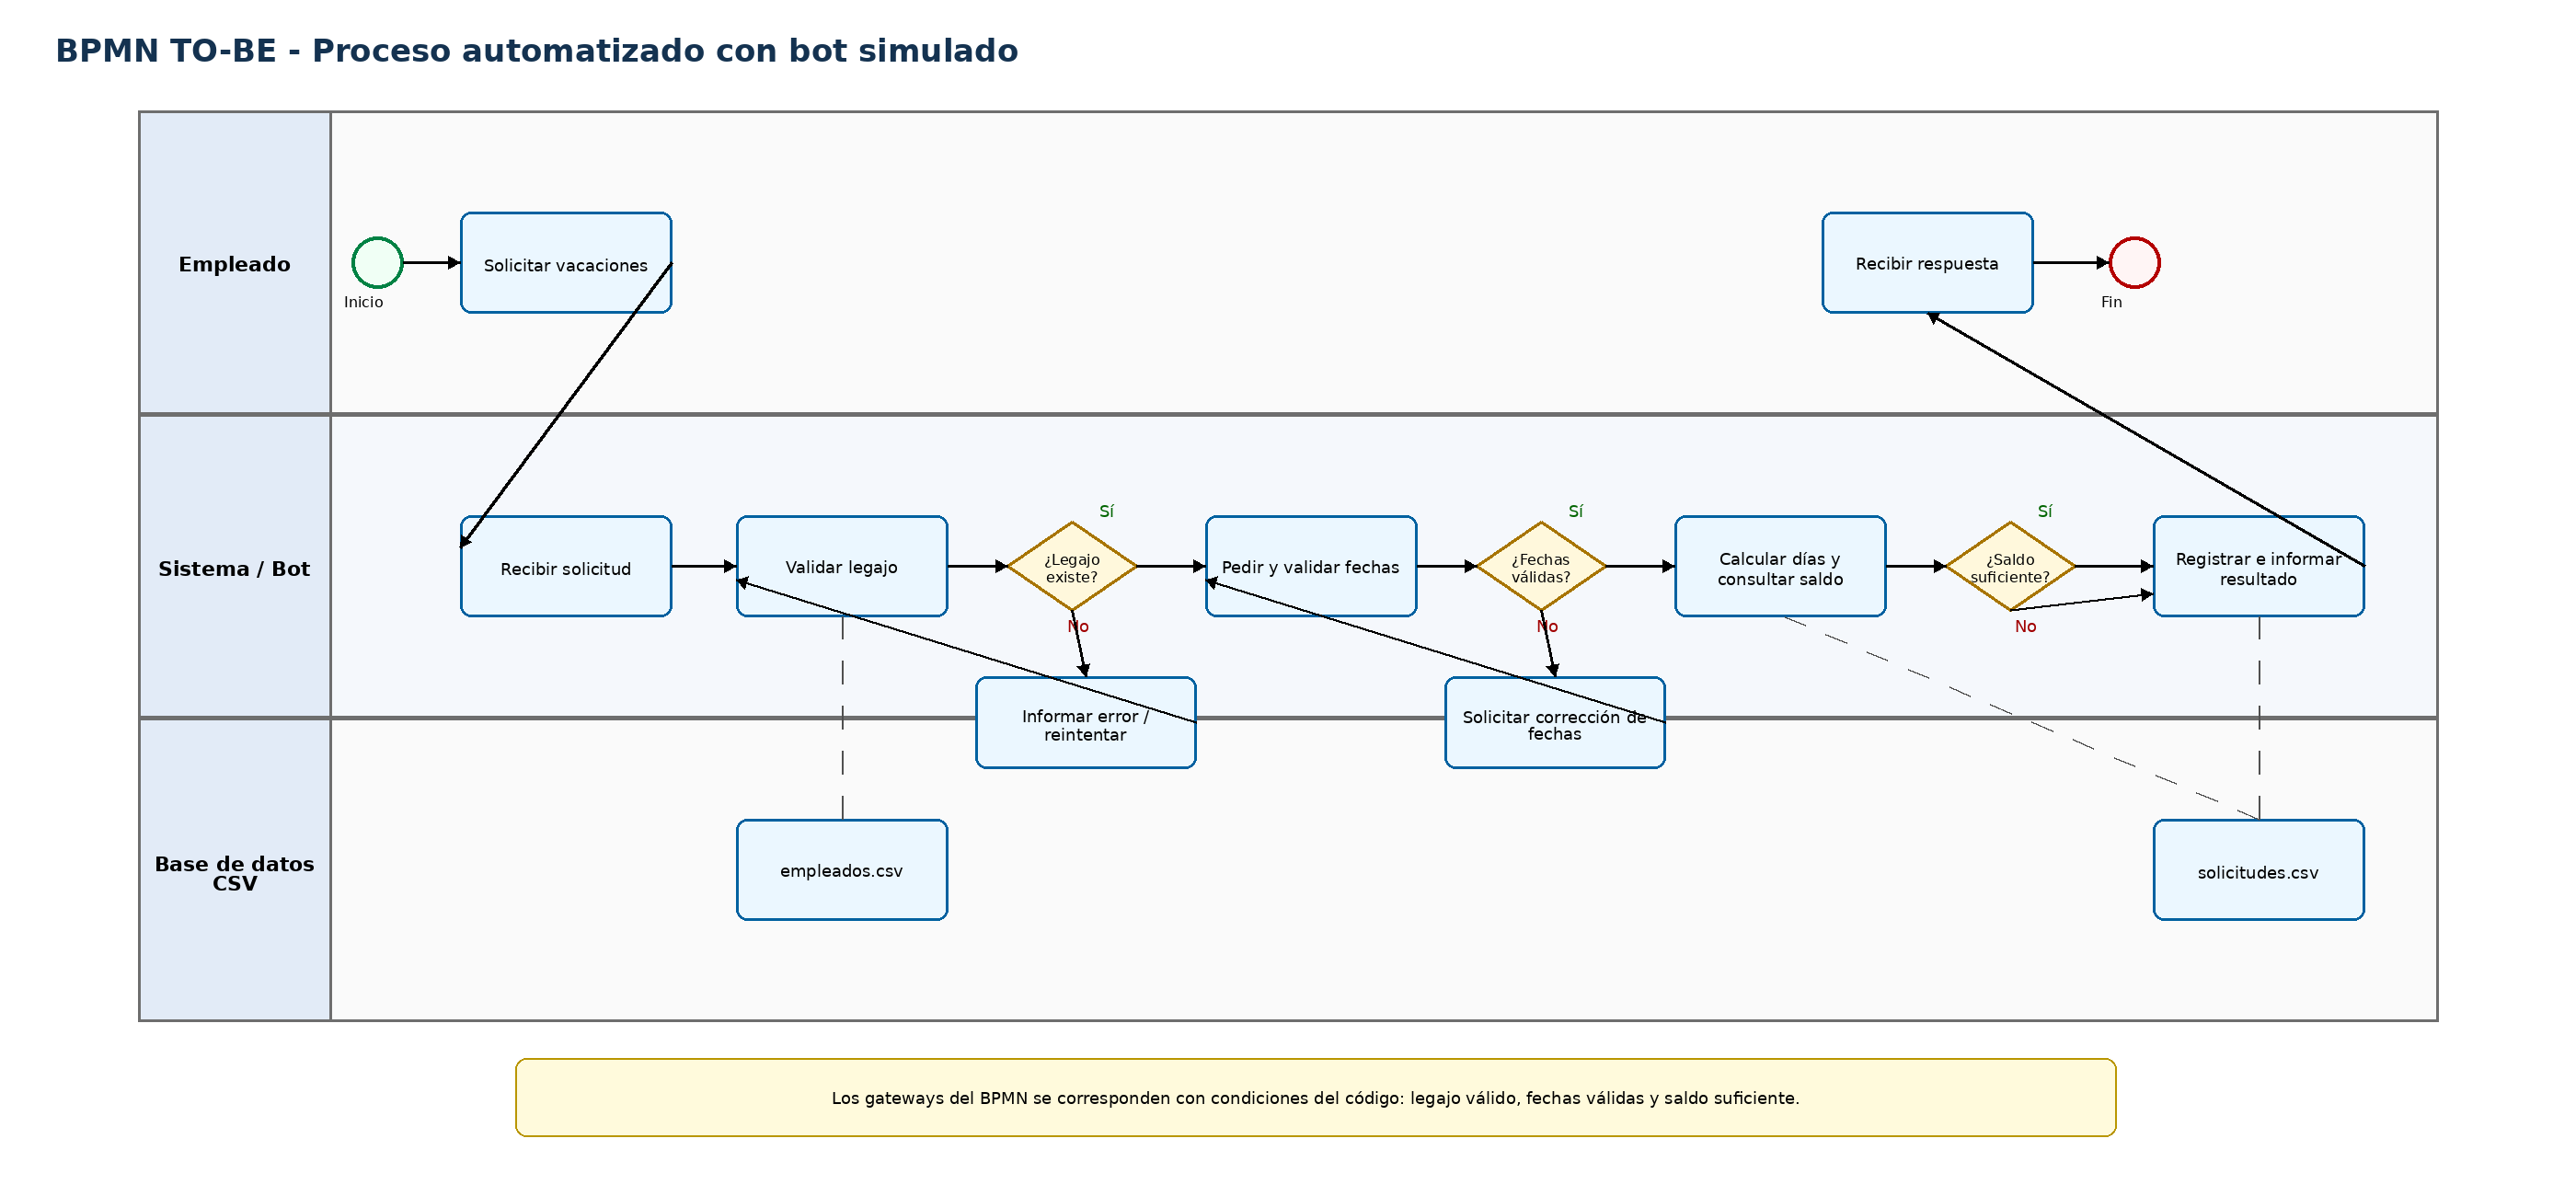 BPMN TO-BE - Proceso automatizado con bot simulado
Empleado
Inicio
Solicitar vacaciones
Recibir respuesta
Fin
Sistema / Bot
Recibir solicitud
Validar legajo
¿Legajo
existe?
Sí
No
Pedir y validar fechas
¿Fechas
válidas?
Sí
No
Calcular días y
consultar saldo
¿Saldo
suficiente?
Sí
No
Registrar e informar
resultado
Informar error /
reintentar
Solicitar corrección de
fechas
Base de datos
CSV
empleados.csv
solicitudes.csv
Los gateways del BPMN se corresponden con condiciones del código: legajo válido, fechas válidas y saldo suficiente.